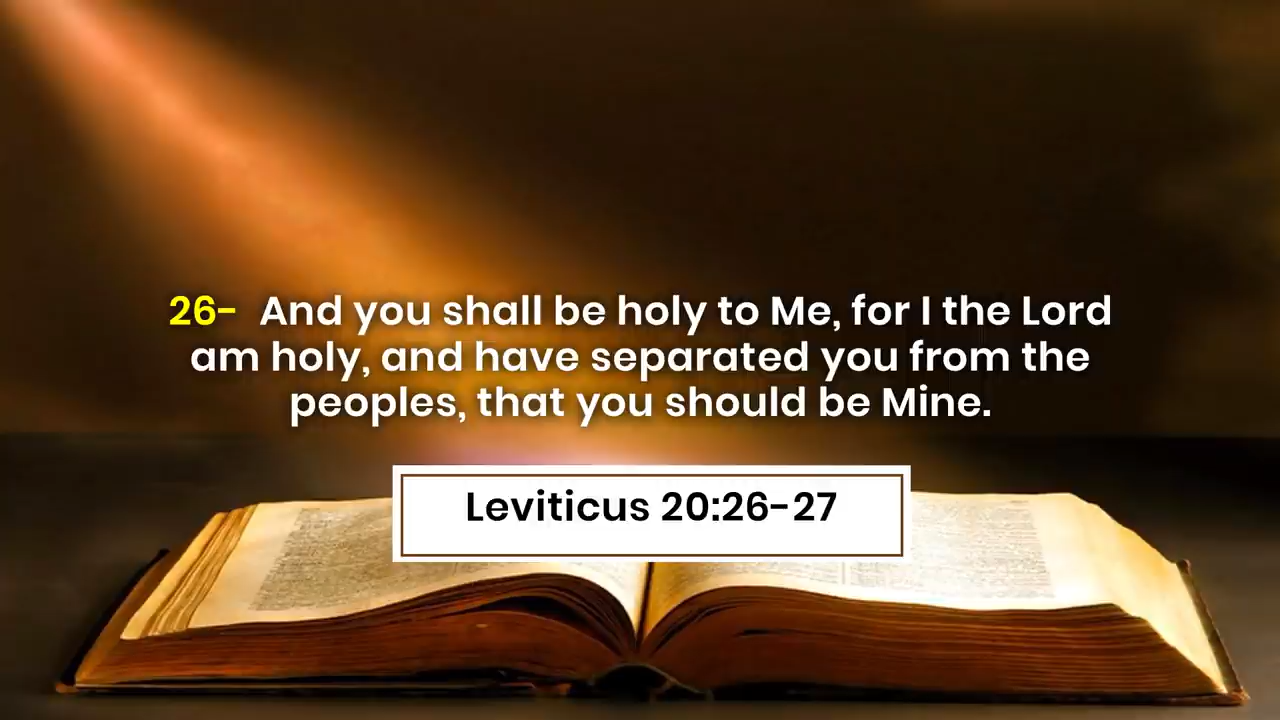 26- And you shall be holy to Me, for I the Lord
am holy, and have separated you from the
peoples, that you should be Mine.
Leviticus 20:26-27